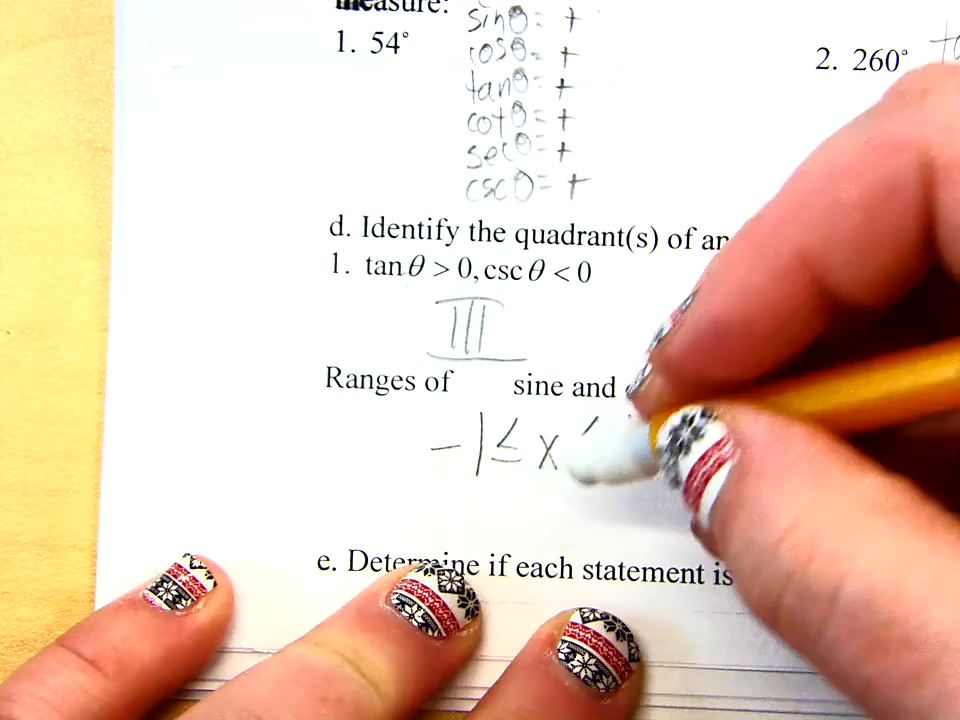 measure:
1. 54°
sinθ = +
cosθ = +
tanθ = +
cotθ = +
secθ = +
cscθ = +
2. 260°
d. Identify the quadrant(s) of an
1. tan θ > 0, csc θ < 0
III
Ranges of sine and
-1 ≤ x
e. Determine if each statement is